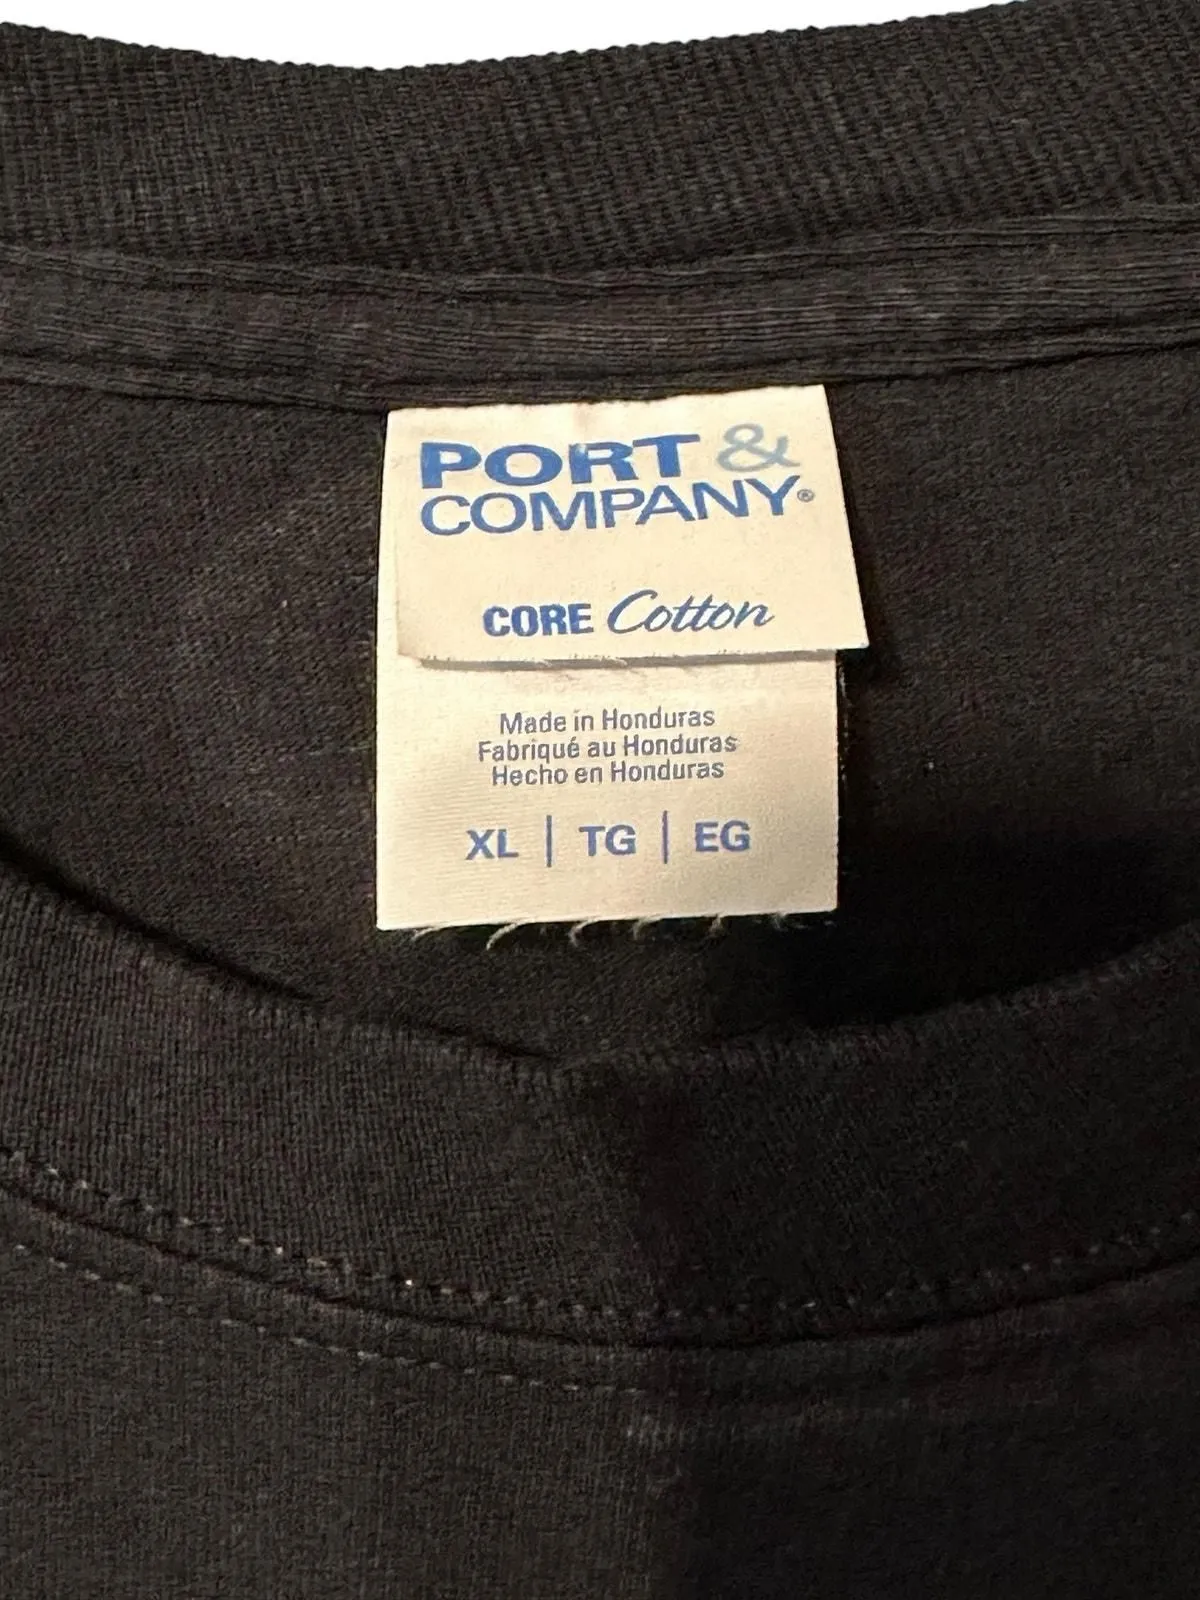 PORT &
COMPANY®
CORE Cotton
Made in Honduras
Fabriqué au Honduras
Hecho en Honduras
XL | TG | EG